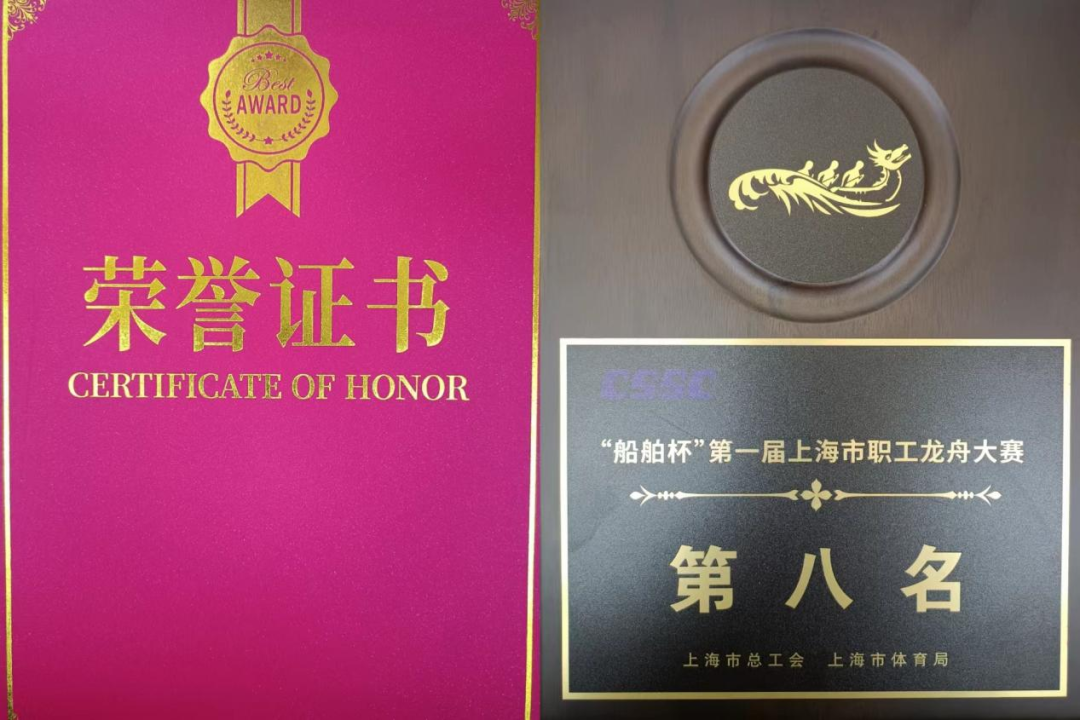 Best
AWARD
荣誉证书
CERTIFICATE OF HONOR
CSSC
“船舶杯”第一届上海市职工龙舟大赛
第八名
上海市总工会 上海市体育局